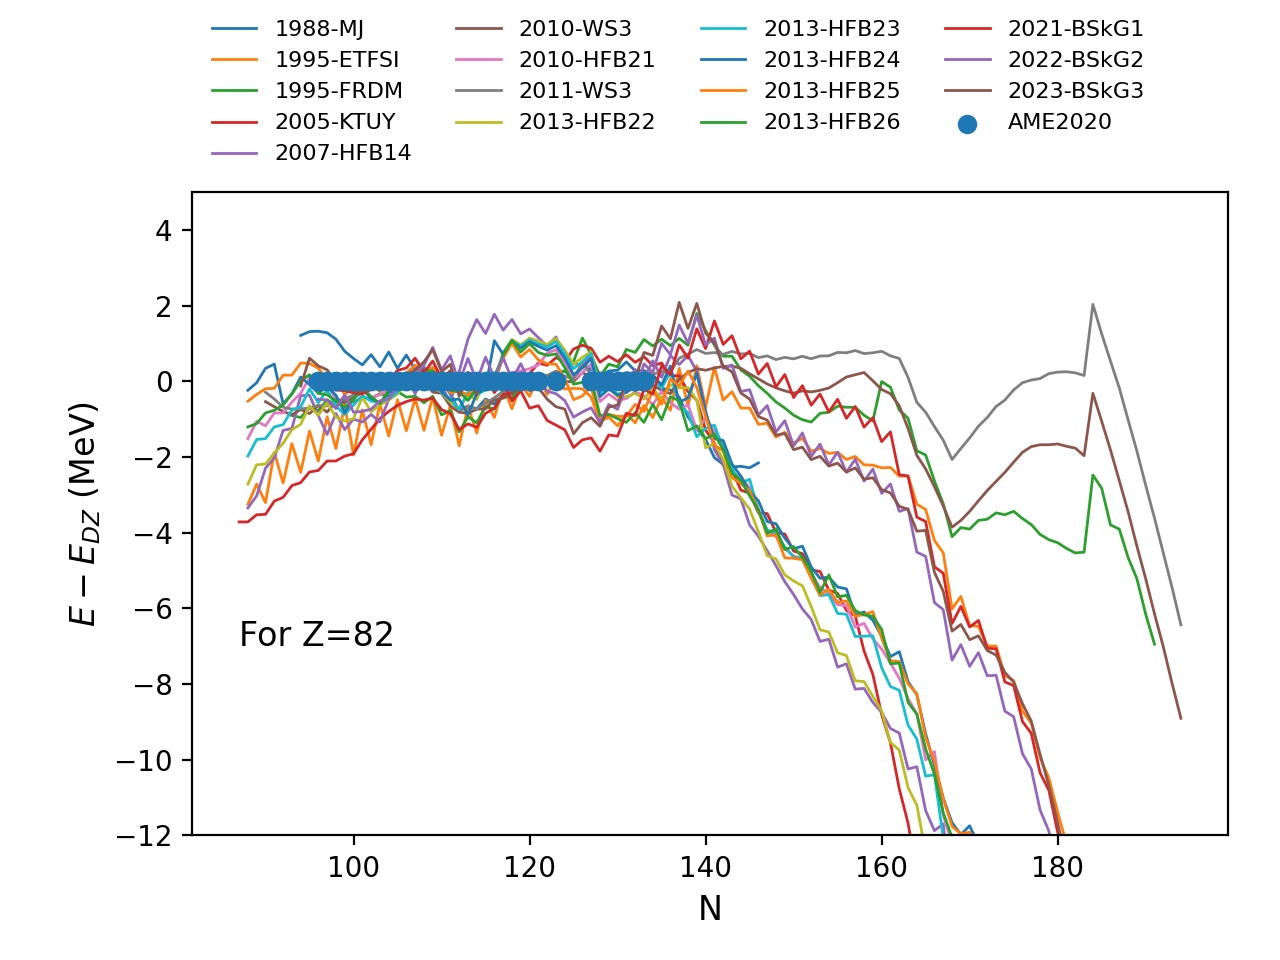 1988-MJ
1995-ETFSI
1995-FRDM
2005-KTUY
2007-HFB14
2010-WS3
2010-HFB21
2011-WS3
2013-HFB22
2013-HFB23
2013-HFB24
2013-HFB25
2013-HFB26
2021-BSkG1
2022-BSkG2
2023-BSkG3
AME2020
4
2
0
−2
−4
−6
−8
−10
−12
E − E_DZ (MeV)
For Z=82
100 120 140 160 180
N